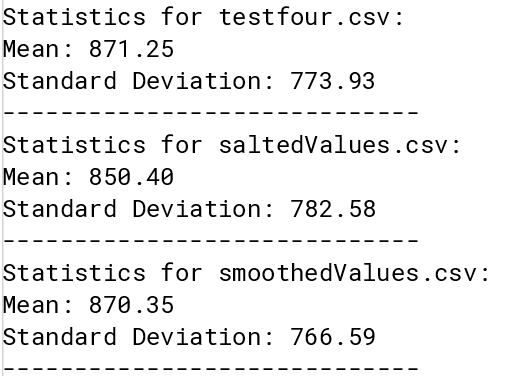 Statistics for testfour.csv:
Mean: 871.25
Standard Deviation: 773.93
-----------------------------
Statistics for saltedValues.csv:
Mean: 850.40
Standard Deviation: 782.58
-----------------------------
Statistics for smoothedValues.csv:
Mean: 870.35
Standard Deviation: 766.59
-----------------------------